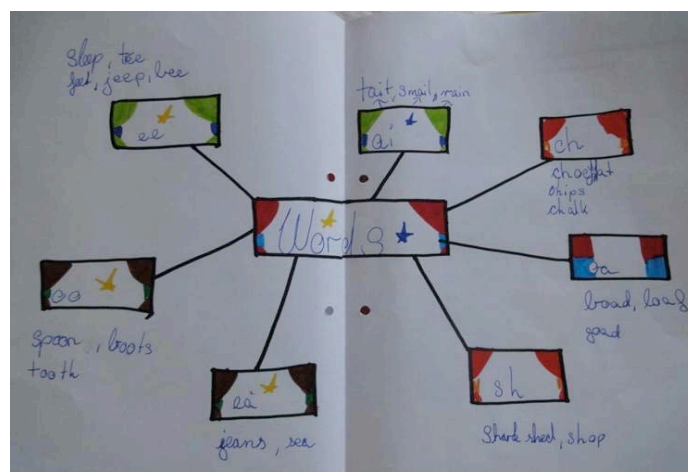 sleep, tee
feet, jeep, bee
ee
tait, smail, rain
ai
ch
chips
chalk
Words
oa
boad, loaf
goad
oo
spoon, boots
tooth
ea
jeans, sea
sh
Shark shed, shop